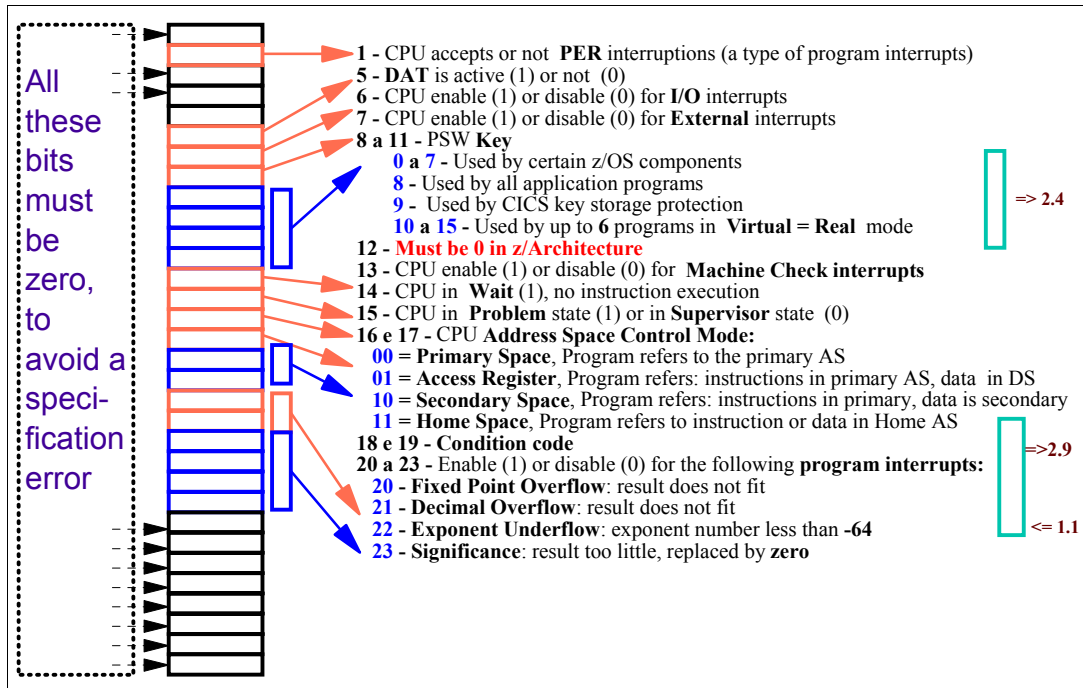 All
these
bits
must
be
zero,
to
avoid a
speci-
fication
error
1 - CPU accepts or not PER interruptions (a type of program interrupts)
5 - DAT is active (1) or not (0)
6 - CPU enable (1) or disable (0) for I/O interrupts
7 - CPU enable (1) or disable (0) for External interrupts
8 a 11 - PSW Key
0 a 7 - Used by certain z/OS components
8 - Used by all application programs
9 - Used by CICS key storage protection
10 a 15 - Used by up to 6 programs in Virtual = Real mode
=> 2.4
12 - Must be 0 in z/Architecture
13 - CPU enable (1) or disable (0) for Machine Check interrupts
14 - CPU in Wait (1), no instruction execution
15 - CPU in Problem state (1) or in Supervisor state (0)
16 e 17 - CPU Address Space Control Mode:
00 = Primary Space, Program refers to the primary AS
01 = Access Register, Program refers: instructions in primary AS, data in DS
10 = Secondary Space, Program refers: instructions in primary, data is secondary
11 = Home Space, Program refers to instruction or data in Home AS
18 e 19 - Condition code
20 a 23 - Enable (1) or disable (0) for the following program interrupts:
20 - Fixed Point Overflow: result does not fit
21 - Decimal Overflow: result does not fit
22 - Exponent Underflow: exponent number less than -64
23 - Significance: result too little, replaced by zero
=>2.9
<= 1.1